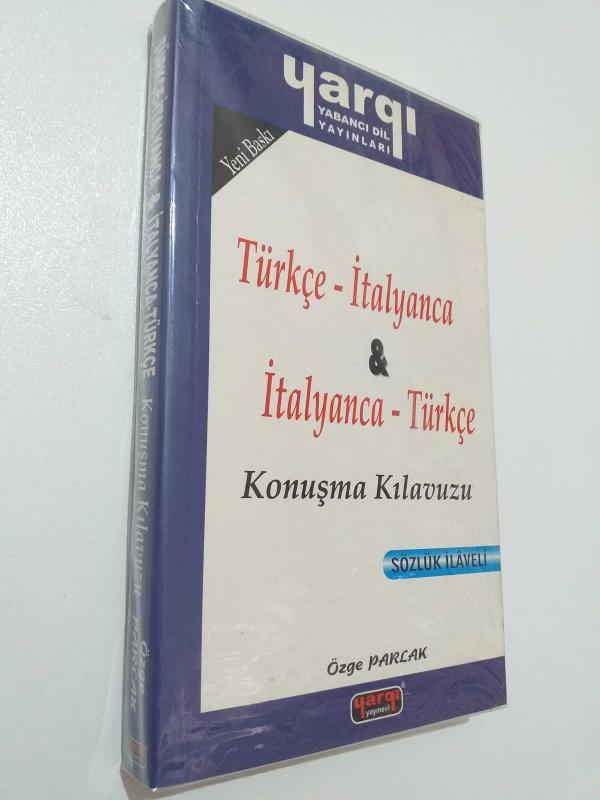 yargı
YABANCI DİL
YAYINLARI
Yeni Baskı
Türkçe - İtalyanca
&
İtalyanca - Türkçe
Konuşma Kılavuzu
SÖZLÜK İLÂVELİ
Özge PARLAK
yargı
yayınevi
TÜRKÇE-İTALYANCA & İTALYANCA-TÜRKÇE Konuşma Kılavuzu Özge PARLAK